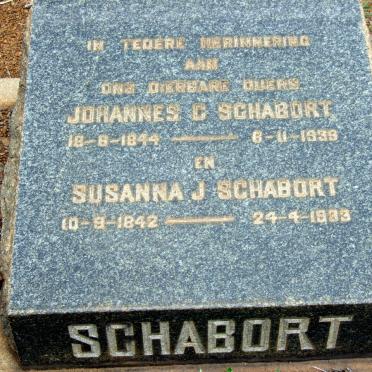 IN TEDERE HERINNERING
AAN
ONS DIERBARE OUERS
JOHANNES C SCHABORT
18-8-1844 — 6-11-1939
EN
SUSANNA J SCHABORT
10-9-1842 — 24-4-1933
SCHABORT